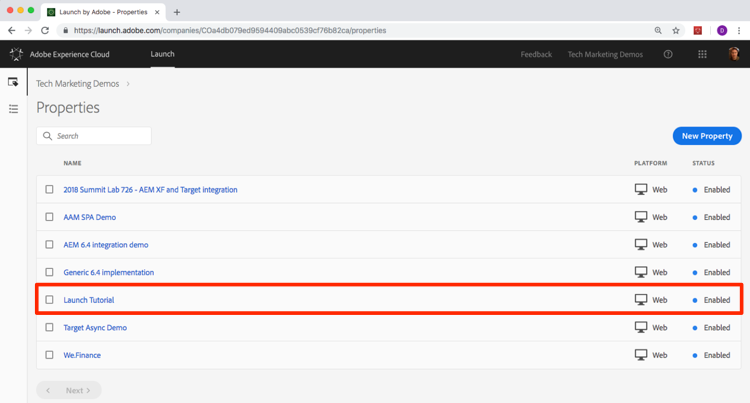 Launch by Adobe - Properties
https://launch.adobe.com/companies/COa4db079ed9594409abc0539cf76b82ca/properties
D
Adobe Experience Cloud Launch Feedback Tech Marketing Demos
Tech Marketing Demos
Properties
Search New Property
NAME PLATFORM STATUS
2018 Summit Lab 726 - AEM XF and Target integration Web Enabled
AAM SPA Demo Web Enabled
AEM 6.4 integration demo Web Enabled
Generic 6.4 implementation Web Enabled
Launch Tutorial Web Enabled
Target Async Demo Web Enabled
We.Finance Web Enabled
Next